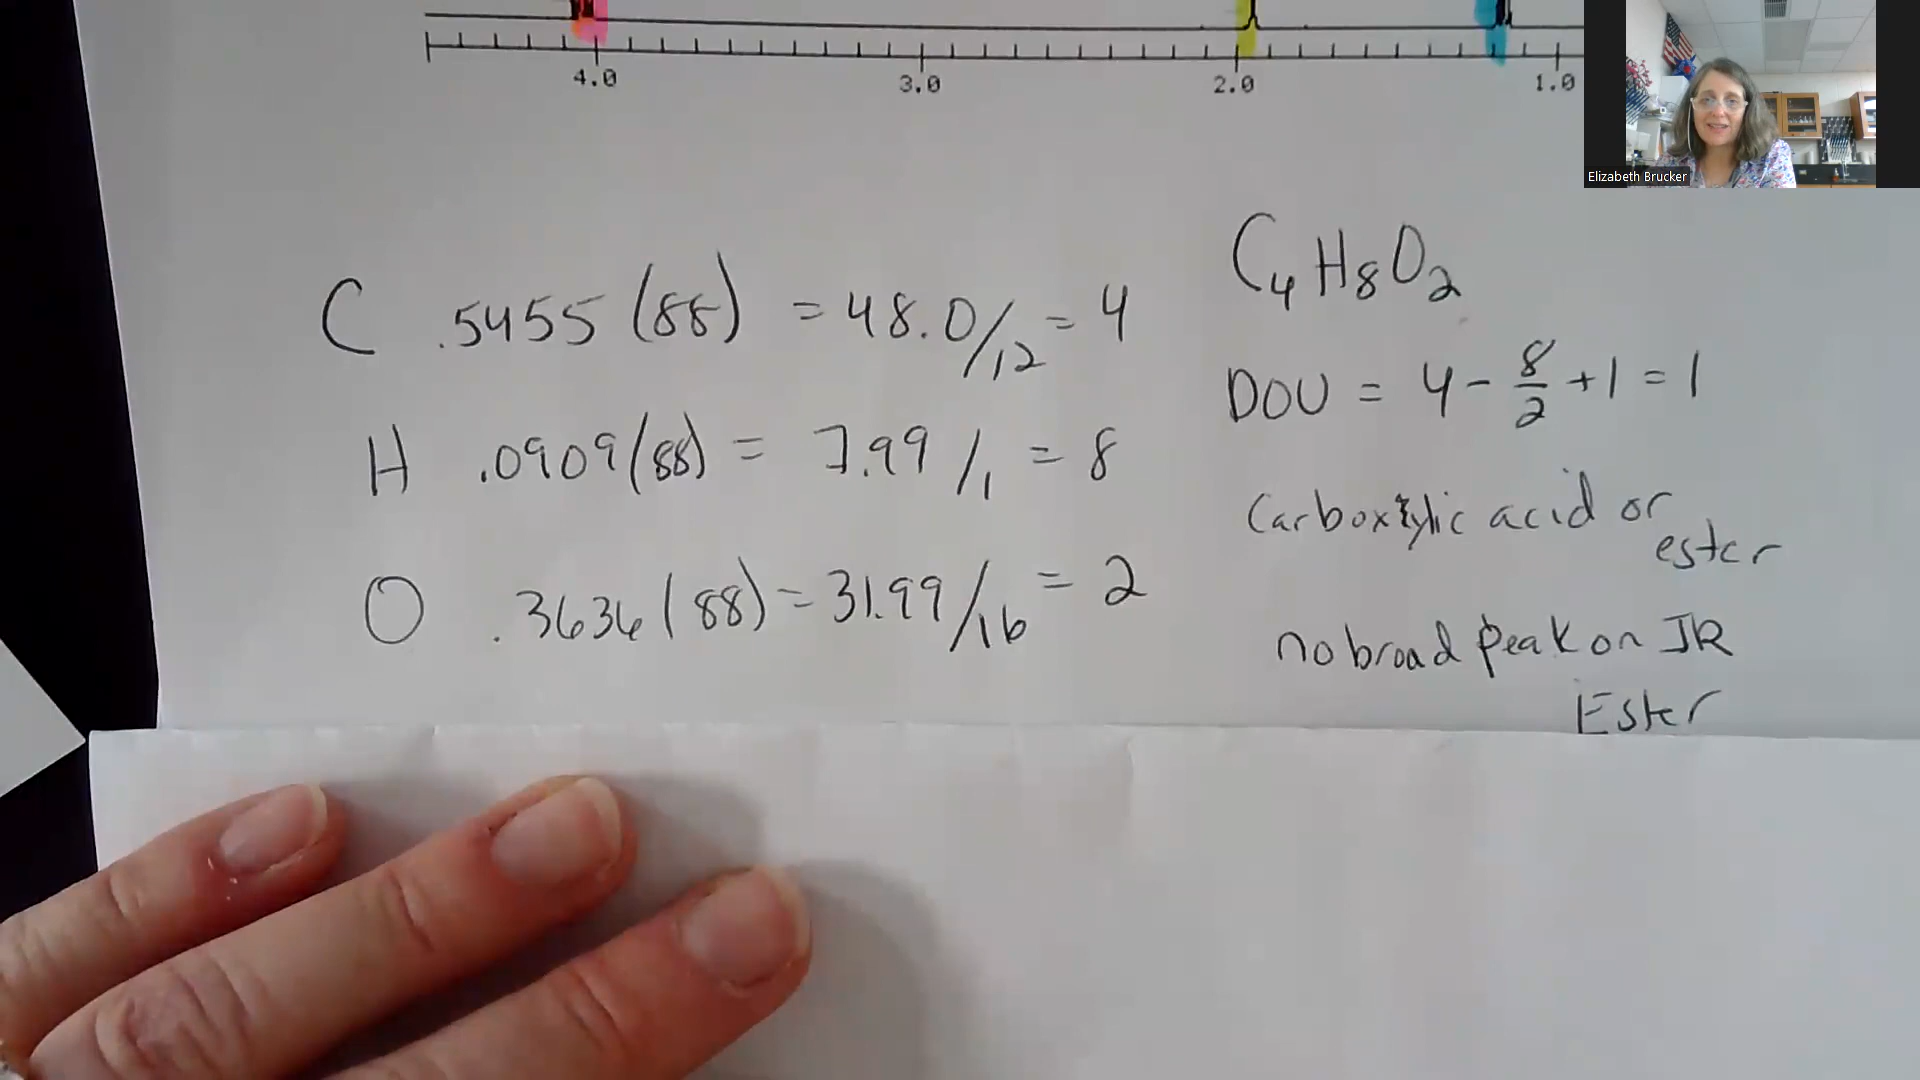 4.0 3.0 2.0 1.0
Elizabeth Brucker
C .5455 (88) = 48.0/12 = 4
H .0909 (88) = 7.99/1 = 8
O .3636 (88) = 31.99/16 = 2
C4H8O2
DOU = 4 - 8/2 + 1 = 1
Carboxylic acid or
ester
no broad peak on IR
Ester